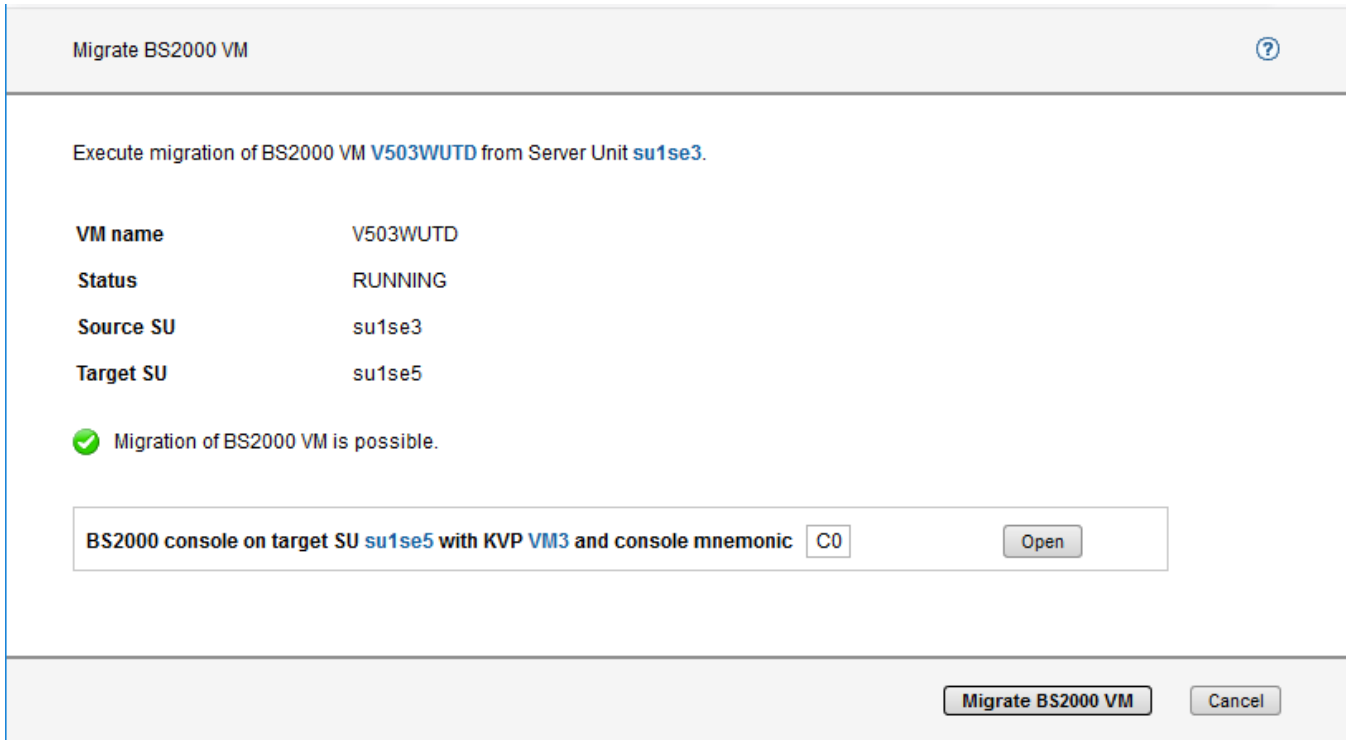 Migrate BS2000 VM
?
Execute migration of BS2000 VM V503WUTD from Server Unit su1se3.
VM name V503WUTD
Status RUNNING
Source SU su1se3
Target SU su1se5
Migration of BS2000 VM is possible.
BS2000 console on target SU su1se5 with KVP VM3 and console mnemonic C0 Open
Migrate BS2000 VM Cancel